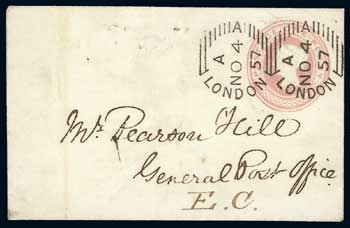 A A
A NO 4 57 A NO 4 57
LONDON LONDON
Mr. Pearson Hill
General Post Office
E.C.